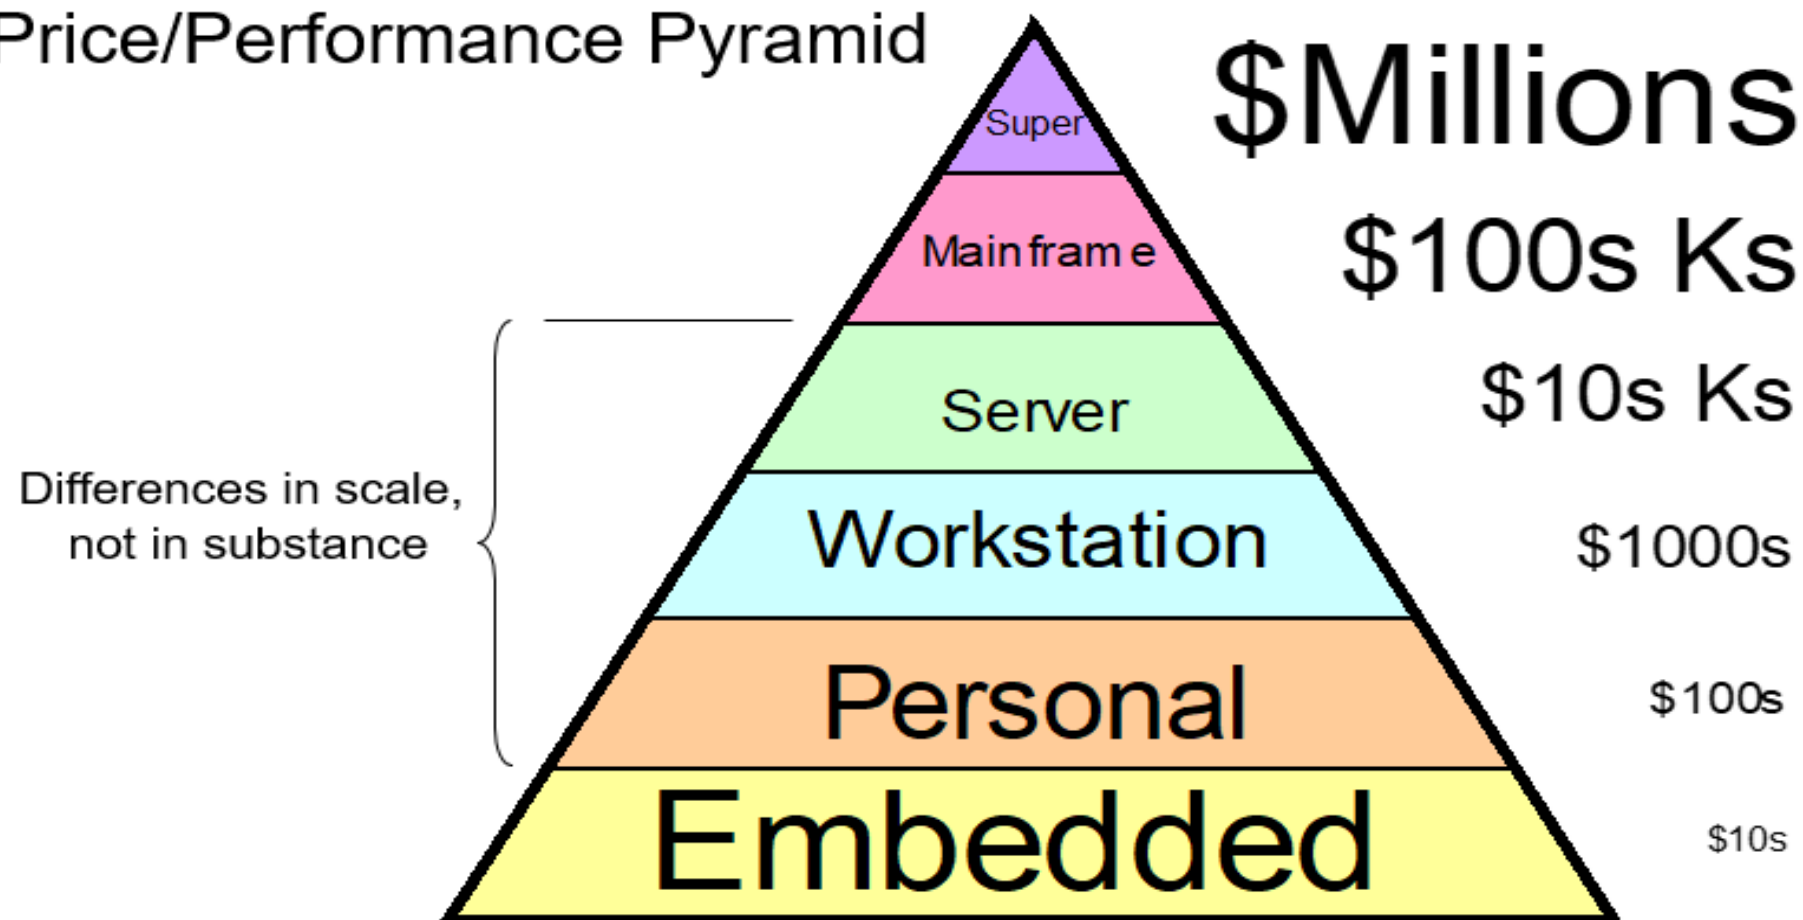 Price/Performance Pyramid
Super
$Millions
Mainframe
$100s Ks
Server
$10s Ks
Differences in scale,
not in substance
Workstation
$1000s
Personal
$100s
Embedded
$10s